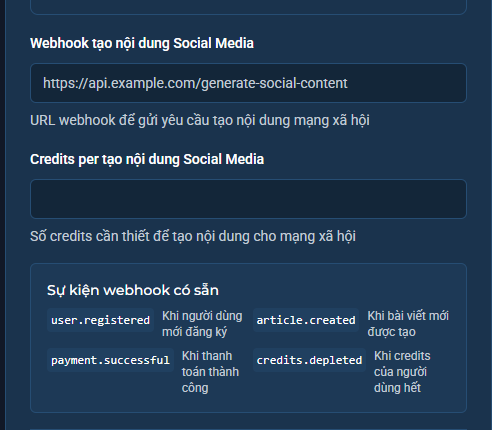 Webhook tạo nội dung Social Media
https://api.example.com/generate-social-content
URL webhook để gửi yêu cầu tạo nội dung mạng xã hội
Credits per tạo nội dung Social Media
Số credits cần thiết để tạo nội dung cho mạng xã hội
Sự kiện webhook có sẵn
user.registered
Khi người dùng
mới đăng ký
article.created
Khi bài viết mới
được tạo
payment.successful
Khi thanh
toán thành
công
credits.depleted
Khi credits
của người
dùng hết